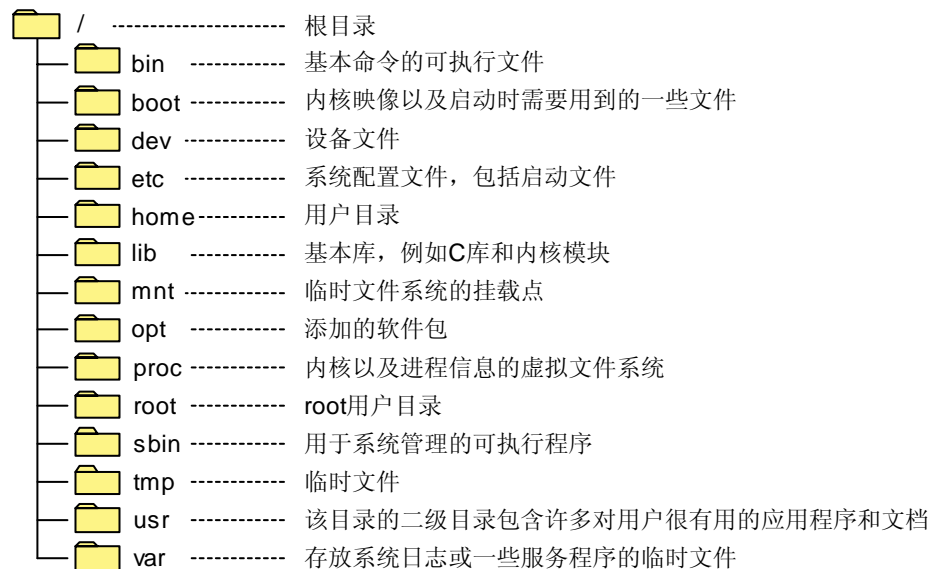 / 根目录
bin 基本命令的可执行文件
boot 内核映像以及启动时需要用到的一些文件
dev 设备文件
etc 系统配置文件，包括启动文件
home 用户目录
lib 基本库，例如C库和内核模块
mnt 临时文件系统的挂载点
opt 添加的软件包
proc 内核以及进程信息的虚拟文件系统
root root用户目录
sbin 用于系统管理的可执行程序
tmp 临时文件
usr 该目录的二级目录包含许多对用户很有用的应用程序和文档
var 存放系统日志或一些服务程序的临时文件